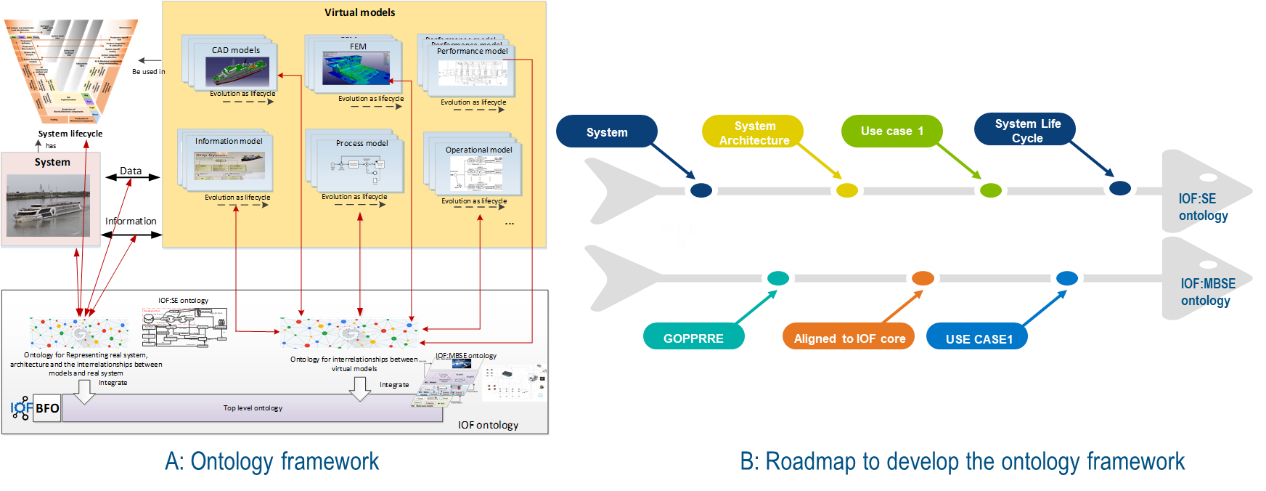 Virtual models
CAD models
Evolution as lifecycle
FEM
Evolution as lifecycle
Performance model
Performance model
Performance model
Evolution as lifecycle
Be used in
System lifecycle
has
System
Data
Information
Information model
Evolution as lifecycle
Process model
Evolution as lifecycle
Operational model
Evolution as lifecycle
...
IOF:SE ontology
Ontology for Representing real system,
architecture and the interrelationships between
models and real system
Integrate
Ontology for interrelationships between
virtual models
IOF:MBSE ontology
Integrate
IOF
BFO
Top level ontology
IOF ontology
A: Ontology framework
System
System
Architecture
Use case 1
System Life
Cycle
IOF:SE
ontology
GOPPRRE
Aligned to IOF core
USE CASE1
IOF:MBSE
ontology
B: Roadmap to develop the ontology framework